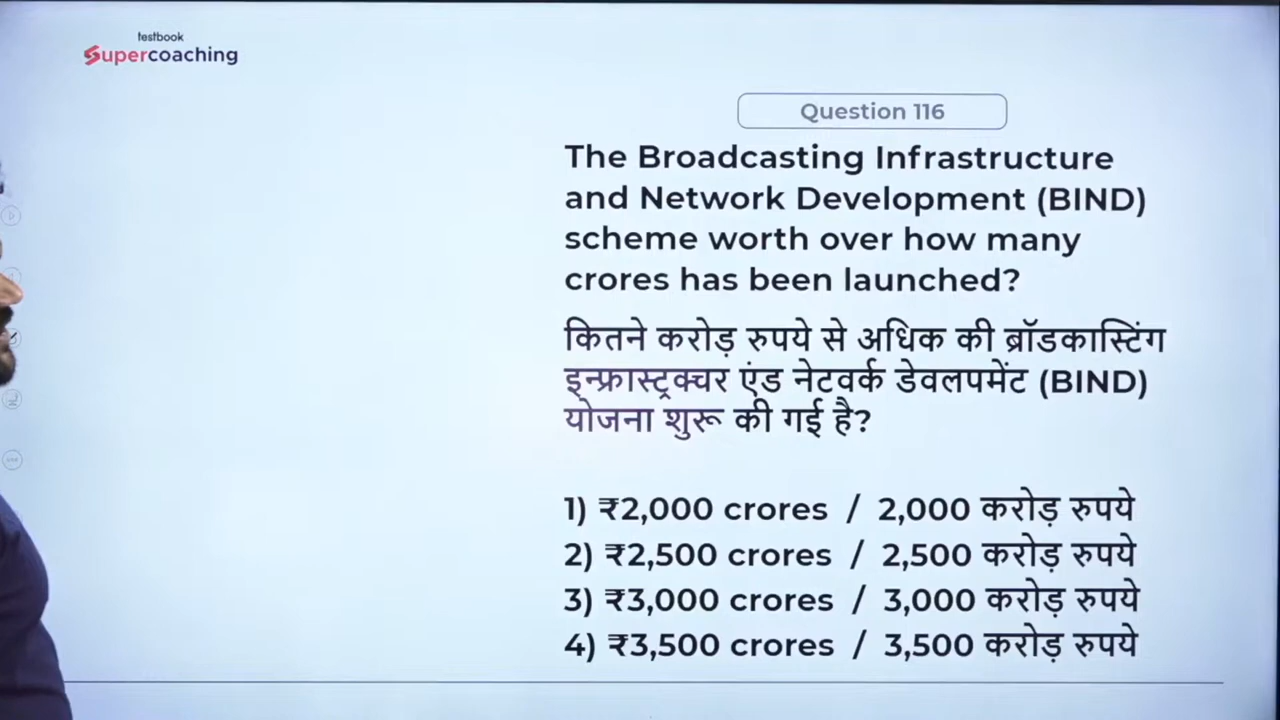 testbook
Supercoaching
Question 116
The Broadcasting Infrastructure
and Network Development (BIND)
scheme worth over how many
crores has been launched?
कितने करोड़ रुपये से अधिक की ब्रॉडकास्टिंग
इन्फ्रास्ट्रक्चर एंड नेटवर्क डेवलपमेंट (BIND)
योजना शुरू की गई है?
1) ₹2,000 crores / 2,000 करोड़ रुपये
2) ₹2,500 crores / 2,500 करोड़ रुपये
3) ₹3,000 crores / 3,000 करोड़ रुपये
4) ₹3,500 crores / 3,500 करोड़ रुपये